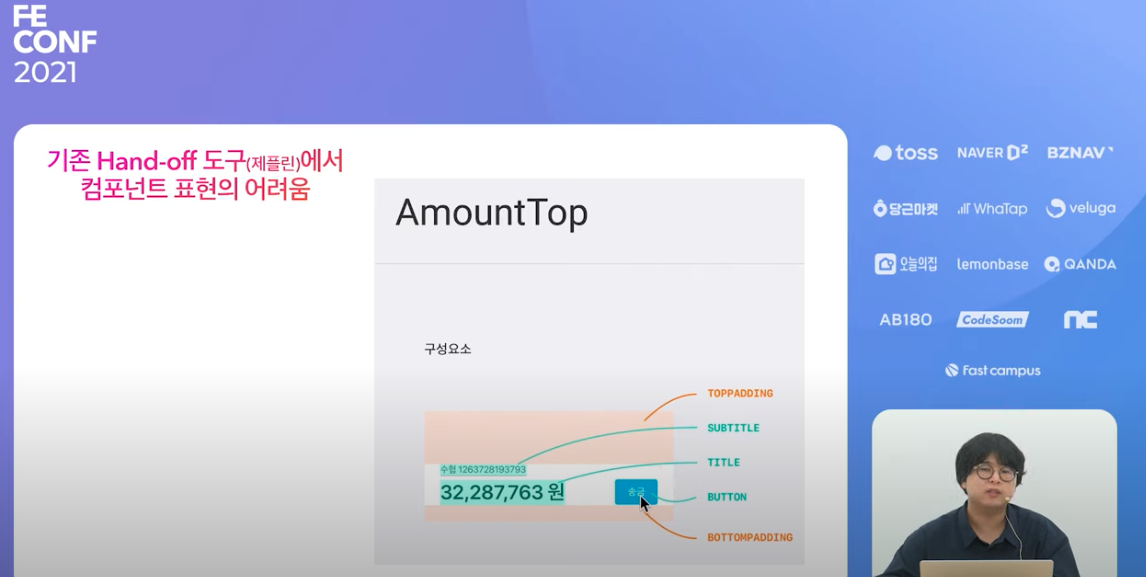 FE
CONF
2021
기존 Hand-off 도구(제플린)에서
컴포넌트 표현의 어려움
AmountTop
구성요소
TOPPADDING
SUBTITLE
TITLE
BUTTON
BOTTOMPADDING
수협 1263728193793
32,287,763 원
송금
toss NAVER D2 BZNAV
당근마켓 WhaTap veluga
오늘의집 lemonbase QANDA
AB180 CodeSoom nc
Fast campus